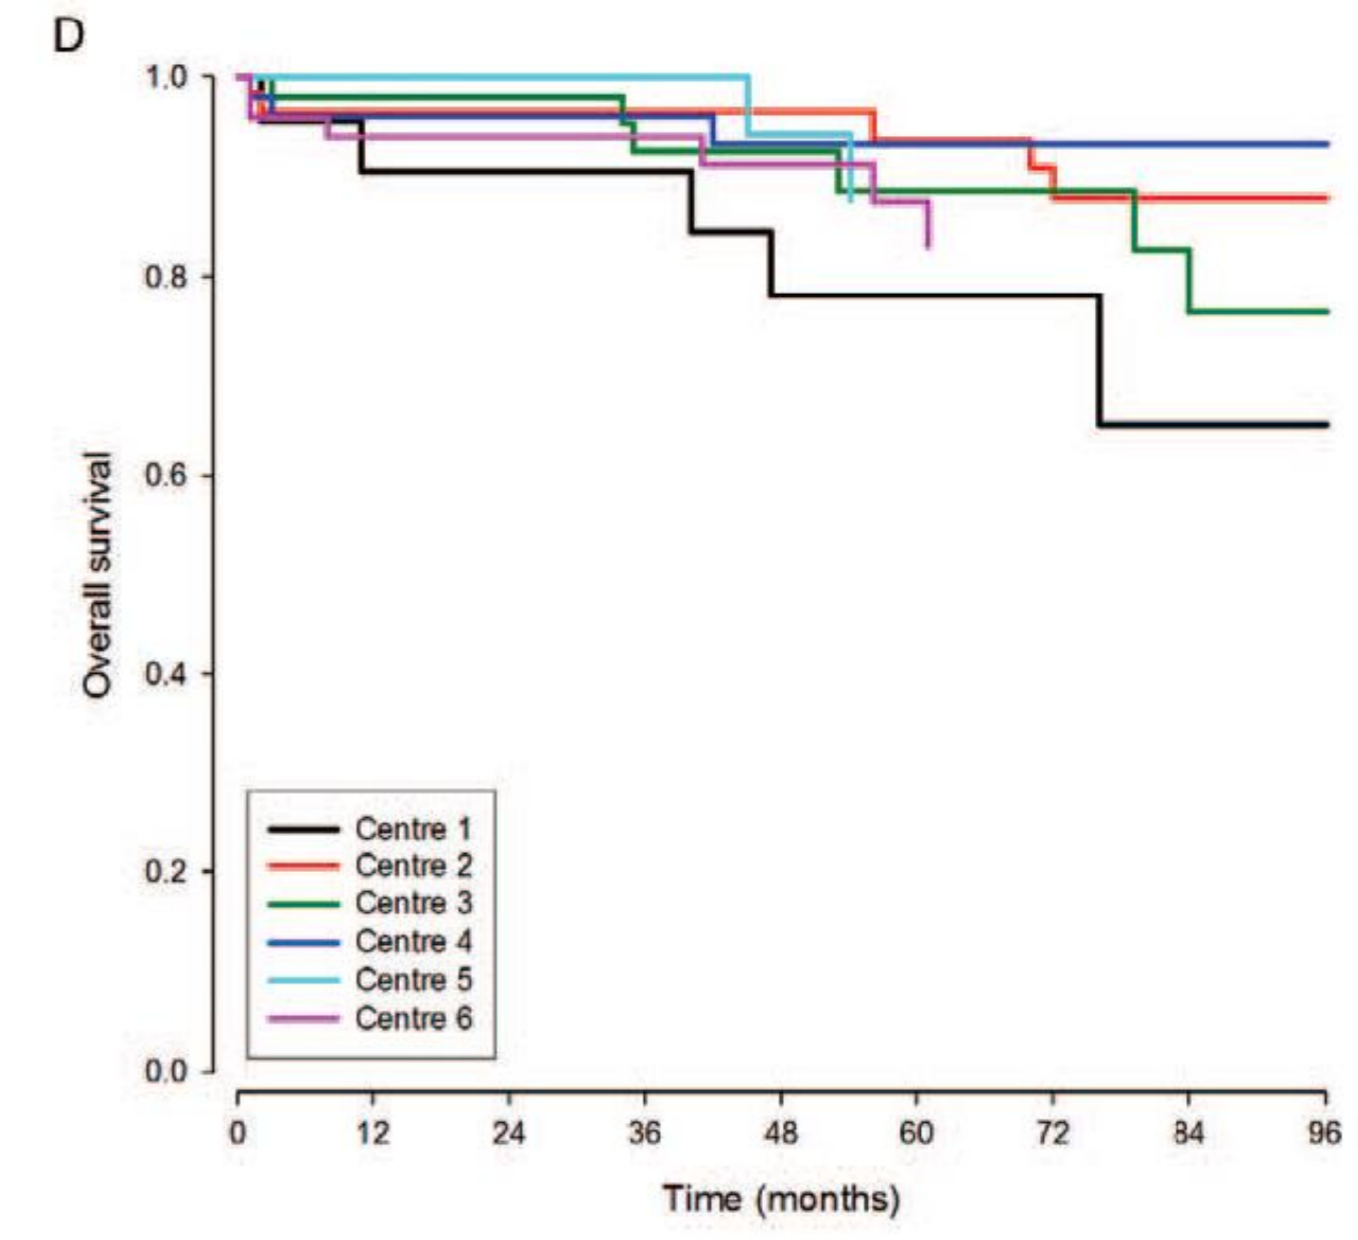 D
1.0
0.8
0.6
0.4
0.2
0.0
Overall survival
Centre 1
Centre 2
Centre 3
Centre 4
Centre 5
Centre 6
0 12 24 36 48 60 72 84 96
Time (months)